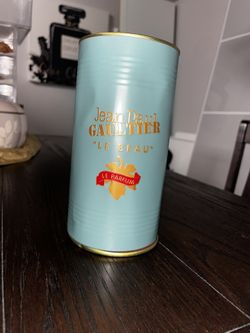 Jean Paul
GAULTIER
"LE BEAU"
LE PARFUM